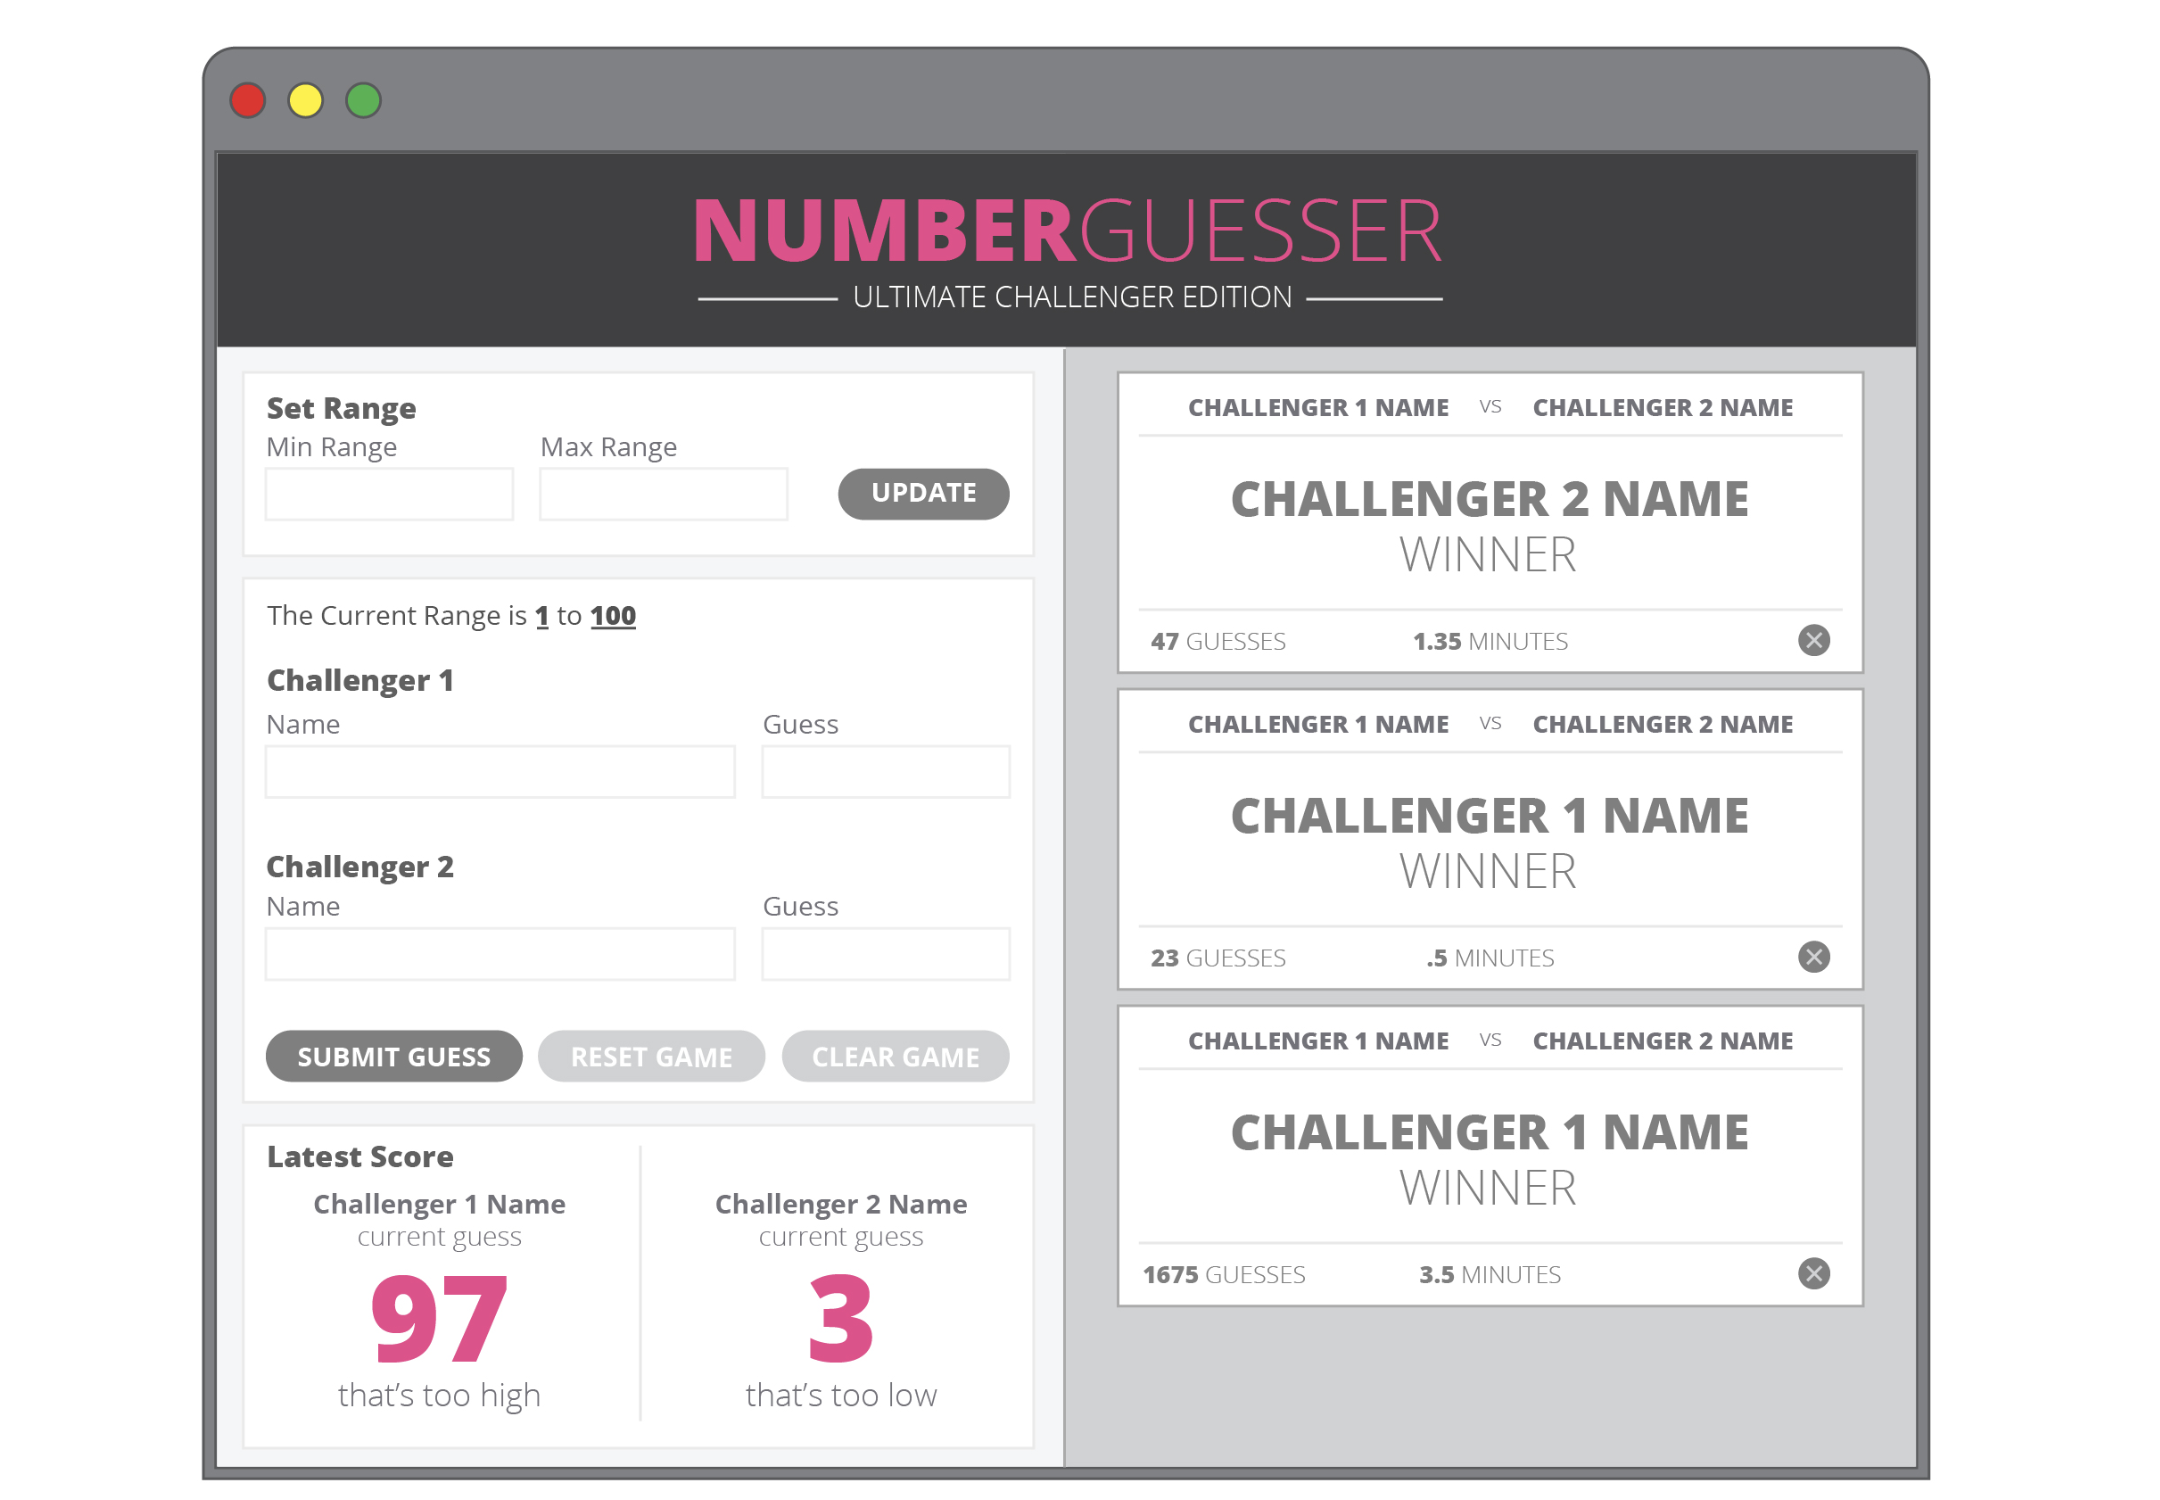 NUMBERGUESSER
ULTIMATE CHALLENGER EDITION
Set Range
Min Range Max Range
UPDATE
The Current Range is 1 to 100
Challenger 1
Name Guess
Challenger 2
Name Guess
SUBMIT GUESS RESET GAME CLEAR GAME
Latest Score
Challenger 1 Name
current guess
97
that’s too high
Challenger 2 Name
current guess
3
that’s too low
CHALLENGER 1 NAME VS CHALLENGER 2 NAME
CHALLENGER 2 NAME
WINNER
47 GUESSES 1.35 MINUTES
CHALLENGER 1 NAME VS CHALLENGER 2 NAME
CHALLENGER 1 NAME
WINNER
23 GUESSES .5 MINUTES
CHALLENGER 1 NAME VS CHALLENGER 2 NAME
CHALLENGER 1 NAME
WINNER
1675 GUESSES 3.5 MINUTES